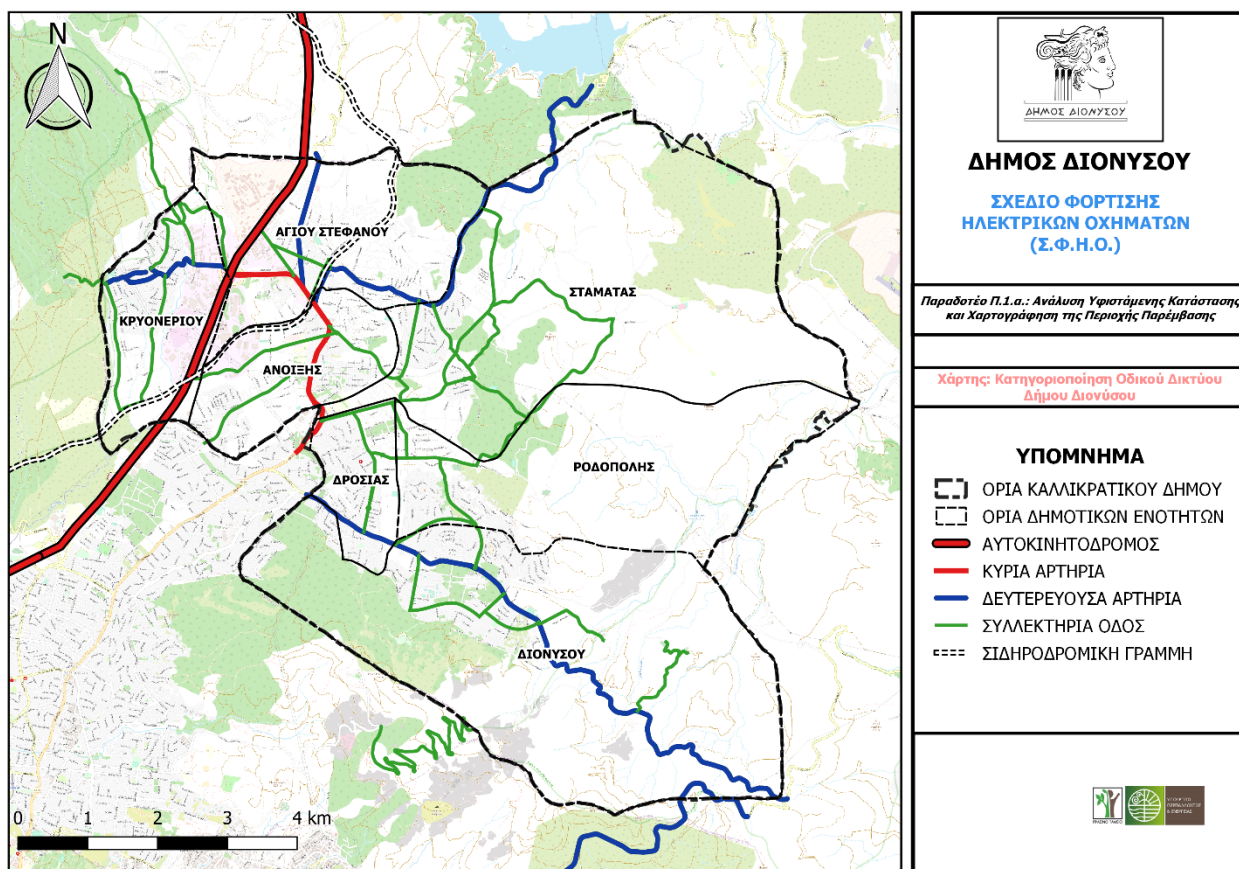 N
ΑΓΙΟΥ ΣΤΕΦΑΝΟΥ
ΣΤΑΜΑΤΑΣ
ΚΡΥΟΝΕΡΙΟΥ
ΑΝΟΙΞΗΣ
ΡΟΔΟΠΟΛΗΣ
ΔΡΟΣΙΑΣ
ΔΙΟΝΥΣΟΥ
0 1 2 3 4 km
ΔΗΜΟΣ ΔΙΟΝΥΣΟΥ
ΔΗΜΟΣ ΔΙΟΝΥΣΟΥ
ΣΧΕΔΙΟ ΦΟΡΤΙΣΗΣ
ΗΛΕΚΤΡΙΚΩΝ ΟΧΗΜΑΤΩΝ
(Σ.Φ.Η.Ο.)
Παραδοτέο Π.1.α.: Ανάλυση Υφιστάμενης Κατάστασης
και Χαρτογράφηση της Περιοχής Παρέμβασης
Χάρτης: Κατηγοριοποίηση Οδικού Δικτύου
Δήμου Διονύσου
ΥΠΟΜΝΗΜΑ
ΟΡΙΑ ΚΑΛΛΙΚΡΑΤΙΚΟΥ ΔΗΜΟΥ
ΟΡΙΑ ΔΗΜΟΤΙΚΩΝ ΕΝΟΤΗΤΩΝ
ΑΥΤΟΚΙΝΗΤΟΔΡΟΜΟΣ
ΚΥΡΙΑ ΑΡΤΗΡΙΑ
ΔΕΥΤΕΡΕΥΟΥΣΑ ΑΡΤΗΡΙΑ
ΣΥΛΛΕΚΤΗΡΙΑ ΟΔΟΣ
ΣΙΔΗΡΟΔΡΟΜΙΚΗ ΓΡΑΜΜΗ
ΠΡΑΣΙΝΟ ΤΑΜΕΙΟ